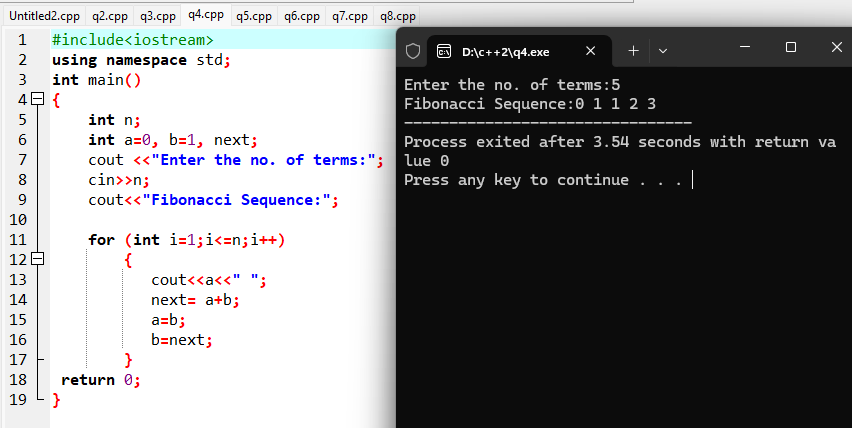 Untitled2.cpp q2.cpp q3.cpp q4.cpp q5.cpp q6.cpp q7.cpp q8.cpp
1 #include<iostream>
2 using namespace std;
3 int main()
4 {
5 int n;
6 int a=0, b=1, next;
7 cout <<"Enter the no. of terms:";
8 cin>>n;
9 cout<<"Fibonacci Sequence:";
10
11 for (int i=1;i<=n;i++)
12 {
13 cout<<a<<" ";
14 next= a+b;
15 a=b;
16 b=next;
17 }
18 return 0;
19 }
D:\c++2\q4.exe
Enter the no. of terms:5
Fibonacci Sequence:0 1 1 2 3
--------------------------------
Process exited after 3.54 seconds with return va
lue 0
Press any key to continue . . .